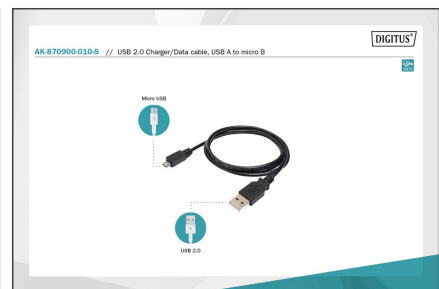 DIGITUS®
AK-870900-010-S // USB 2.0 Charger/Data cable, USB A to micro B
Micro USB
USB 2.0